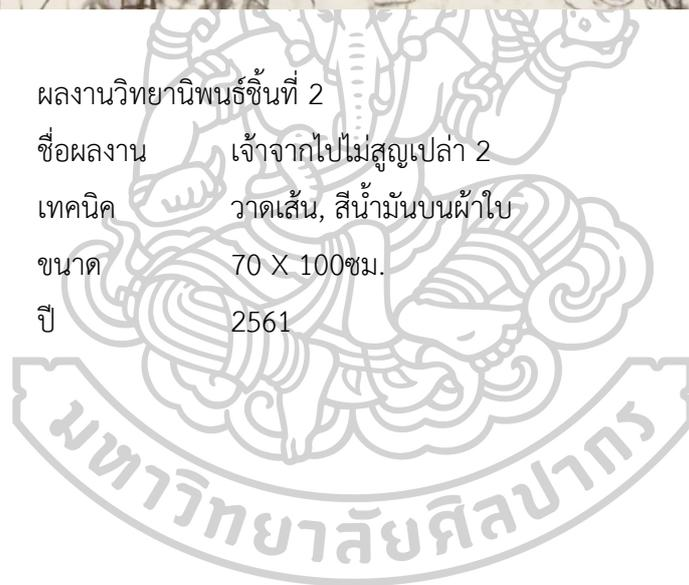 ผลงานวิทยานิพนธ์ชิ้นที่ 2
ชื่อผลงาน เจ้าจากไปไม่สูญเปล่า 2
เทคนิค วาดเส้น, สีน้ำมันบนผ้าใบ
ขนาด 70 X 100ซม.
ปี 2561
มหาวิทยาลัยศิลปากร